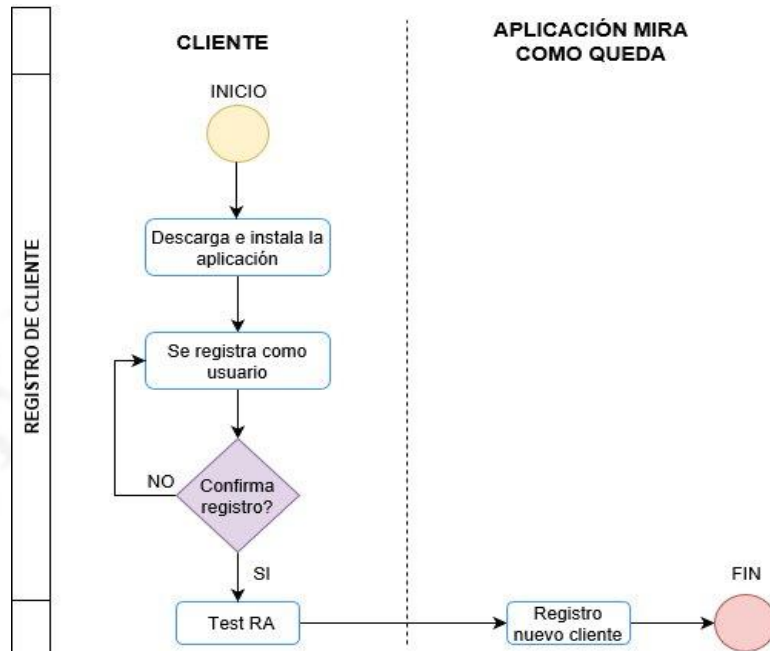 CLIENTE
APLICACIÓN MIRA
COMO QUEDA
REGISTRO DE CLIENTE
INICIO
Descarga e instala la
aplicación
Se registra como
usuario
Confirma
registro?
NO
SI
Test RA
Registro
nuevo cliente
FIN